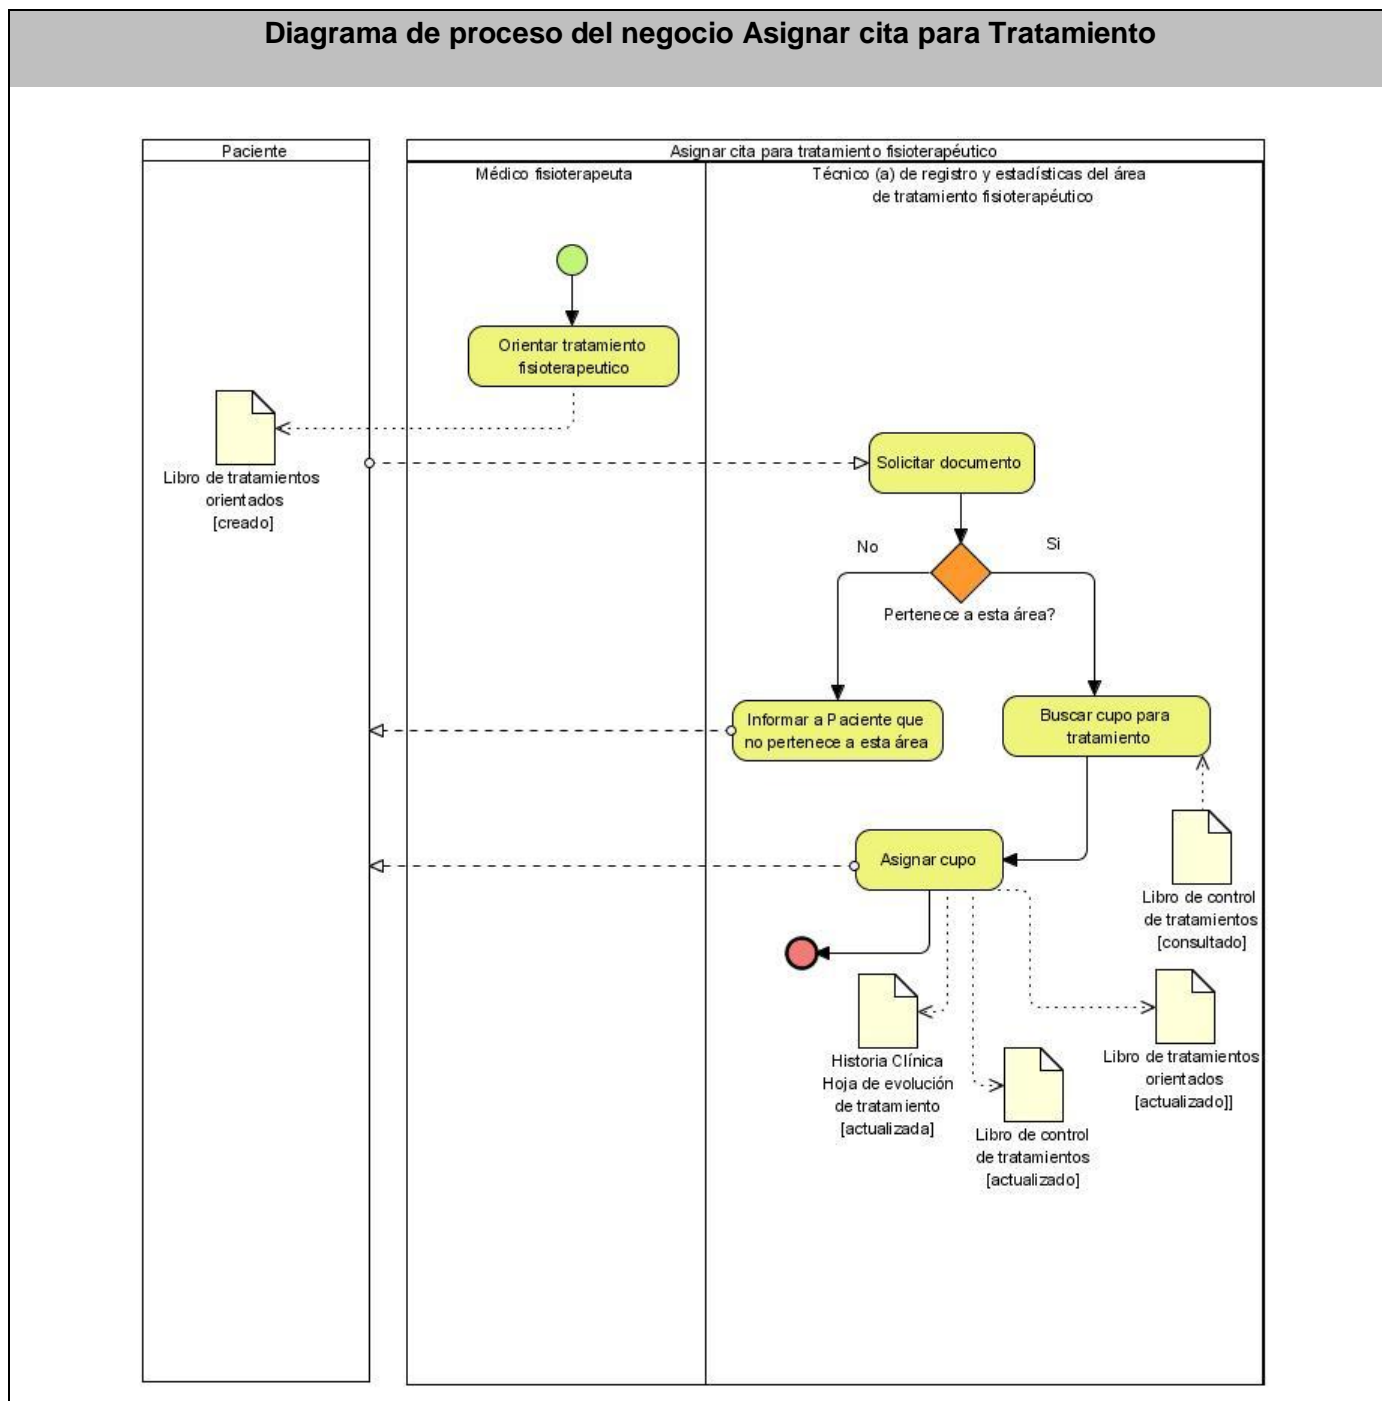 Diagrama de proceso del negocio Asignar cita para Tratamiento
Paciente
Asignar cita para tratamiento fisioterapéutico
Médico fisioterapeuta
Técnico (a) de registro y estadísticas del área
de tratamiento fisioterapéutico
Orientar tratamiento
fisioterapeutico
Libro de tratamientos
orientados
[creado]
Solicitar documento
No
Si
Pertenece a esta área?
Informar a Paciente que
no pertenece a esta área
Buscar cupo para
tratamiento
Asignar cupo
Libro de control
de tratamientos
[consultado]
Historia Clínica
Hoja de evolución
de tratamiento
[actualizada]
Libro de control
de tratamientos
[actualizado]
Libro de tratamientos
orientados
[actualizado]]